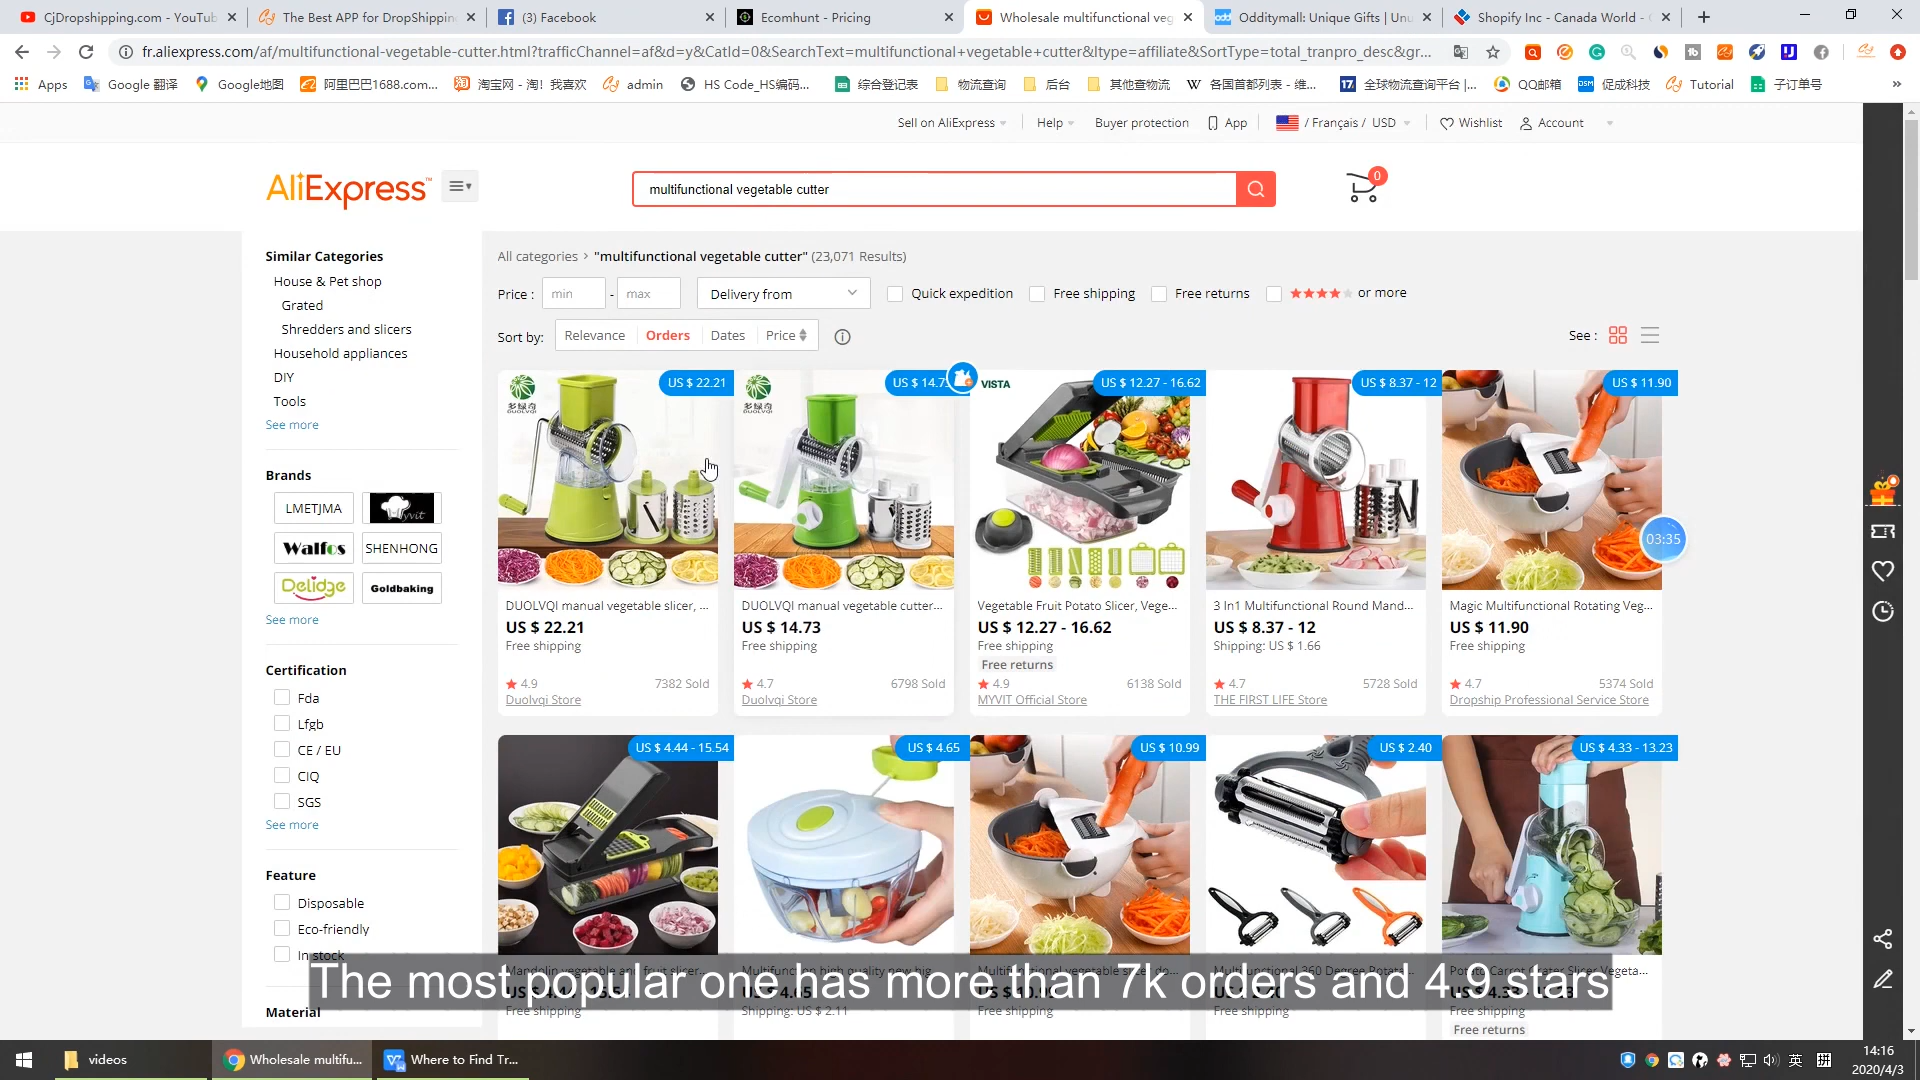 CjDropshipping.com - YouTub
The Best APP for DropShippin
(3) Facebook
Ecomhunt - Pricing
Wholesale multifunctional veg
Odditymall: Unique Gifts | Unu
Shopify Inc - Canada World -
fr.aliexpress.com/af/multifunctional-vegetable-cutter.html?trafficChannel=af&d=y&CatId=0&SearchText=multifunctional+vegetable+cutter&ltype=affiliate&SortType=total_tranpro_desc&gr...
Apps
Google 翻译
Google地图
阿里巴巴1688.com...
淘宝网 - 淘! 我喜欢
admin
HS Code_HS编码...
综合登记表
物流查询
后台
其他查物流
各国首都列表 - 维...
全球物流查询平台 |...
QQ邮箱
促成科技
Tutorial
子订单号
»
Sell on AliExpress
Help
Buyer protection
App
/ Français / USD
Wishlist
Account
AliExpress
multifunctional vegetable cutter
0
Similar Categories
House & Pet shop
Grated
Shredders and slicers
Household appliances
DIY
Tools
See more
Brands
LMETJMA
Walfos
SHENHONG
Delidge
Goldbaking
See more
Certification
Fda
Lfgb
CE / EU
CIQ
SGS
See more
Feature
Disposable
Eco-friendly
In stock
Material
All categories > "multifunctional vegetable cutter" (23,071 Results)
Price : min - max
Delivery from
Quick expedition
Free shipping
Free returns
or more
Sort by: Relevance Orders Dates Price
See :
多绿奇
DUOLVQI
US $ 22.21
DUOLVQI manual vegetable slicer, ...
US $ 22.21
Free shipping
4.9 7382 Sold
Duolvqi Store
多绿奇
DUOLVQI
US $ 14.73
DUOLVQI manual vegetable cutter...
US $ 14.73
Free shipping
4.7 6798 Sold
Duolvqi Store
VISTA
US $ 12.27 - 16.62
Vegetable Fruit Potato Slicer, Vege...
US $ 12.27 - 16.62
Free shipping
Free returns
4.9 6138 Sold
MYVIT Official Store
US $ 8.37 - 12
3 In1 Multifunctional Round Mand...
US $ 8.37 - 12
Shipping: US $ 1.66
4.7 5728 Sold
THE FIRST LIFE Store
US $ 11.90
03:35
Magic Multifunctional Rotating Veg...
US $ 11.90
Free shipping
4.7 5374 Sold
Dropship Professional Service Store
US $ 4.44 - 15.54
US $ 4.65
US $ 10.99
US $ 2.40
US $ 4.33 - 13.23
The most popular one has more than 7k orders and 4.9 stars
Free shipping
Shipping: US $ 2.11
Free shipping
Free shipping
Free shipping
Free returns
videos
Wholesale multifu...
Where to Find Tr...
英
14:16
2020/4/3